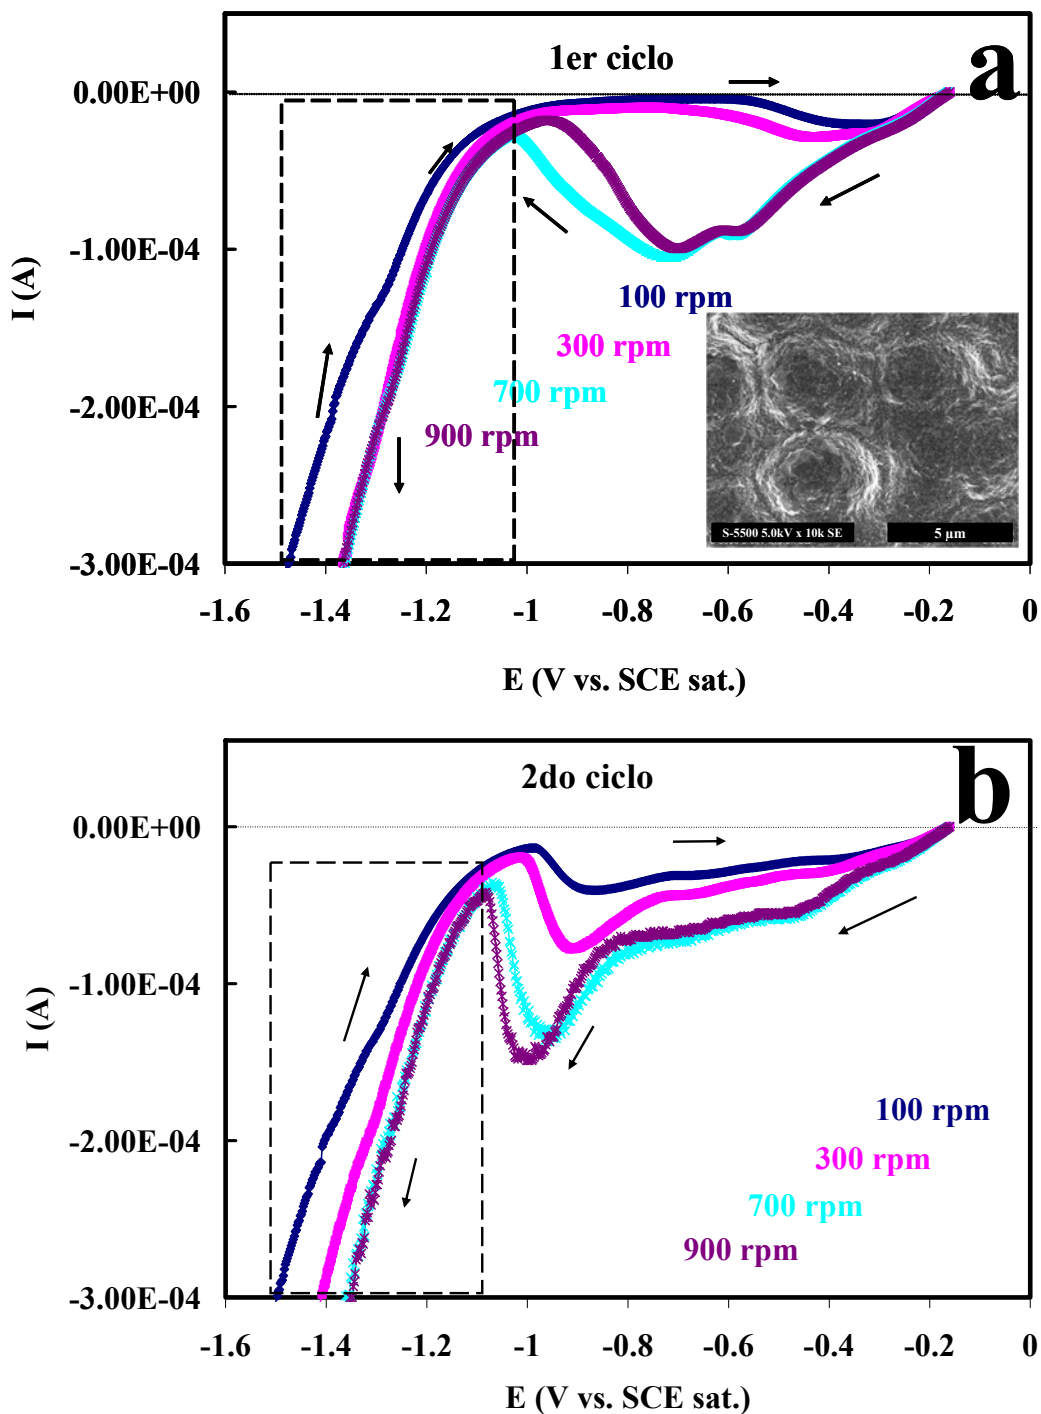 1er ciclo
a
0.00E+00
-1.00E-04
-2.00E-04
-3.00E-04
I (A)
100 rpm
300 rpm
700 rpm
900 rpm
S-5500 5.0kV x 10k SE
5 µm
-1.6 -1.4 -1.2 -1 -0.8 -0.6 -0.4 -0.2 0
E (V vs. SCE sat.)
2do ciclo
b
0.00E+00
-1.00E-04
-2.00E-04
-3.00E-04
I (A)
100 rpm
300 rpm
700 rpm
900 rpm
-1.6 -1.4 -1.2 -1 -0.8 -0.6 -0.4 -0.2 0
E (V vs. SCE sat.)